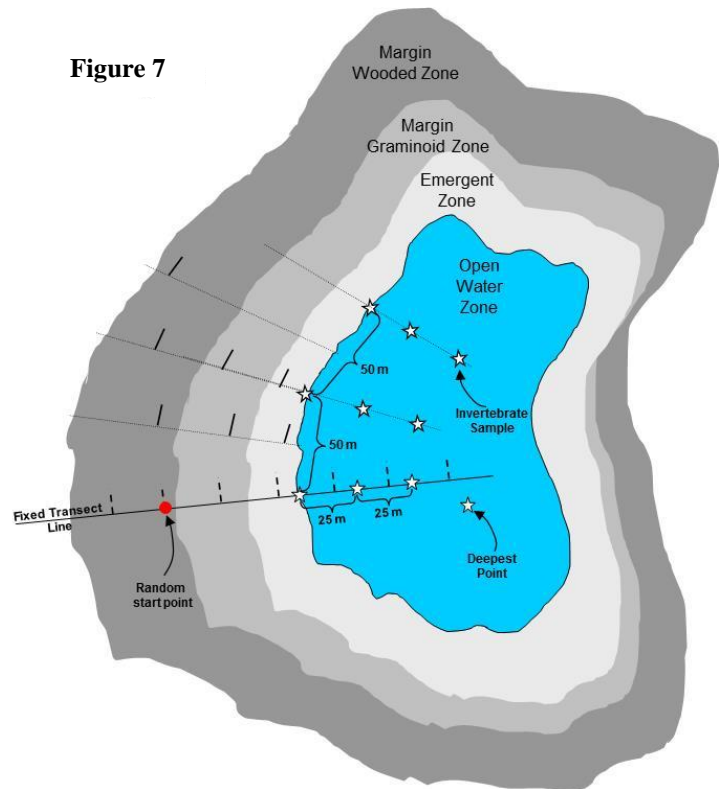 Figure 7
Margin
Wooded Zone
Margin
Graminoid Zone
Emergent
Zone
Open
Water
Zone
50 m
Invertebrate
Sample
50 m
25 m
25 m
Fixed Transect
Line
Random
start point
Deepest
Point